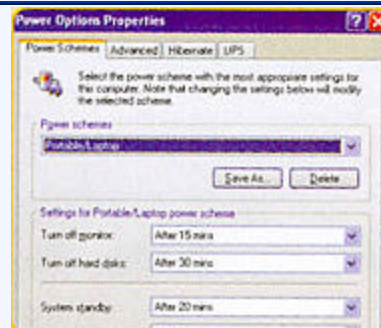 Power Options Properties
Power Schemes Advanced Hibernate UPS
Select the power scheme with the most appropriate settings for
this computer. Note that changing the settings below will modify
the selected scheme.
Power schemes
Portable/Laptop
Save As... Delete
Settings for Portable/Laptop power scheme
Turn off monitor: After 15 mins
Turn off hard disks: After 30 mins
System standby: After 20 mins